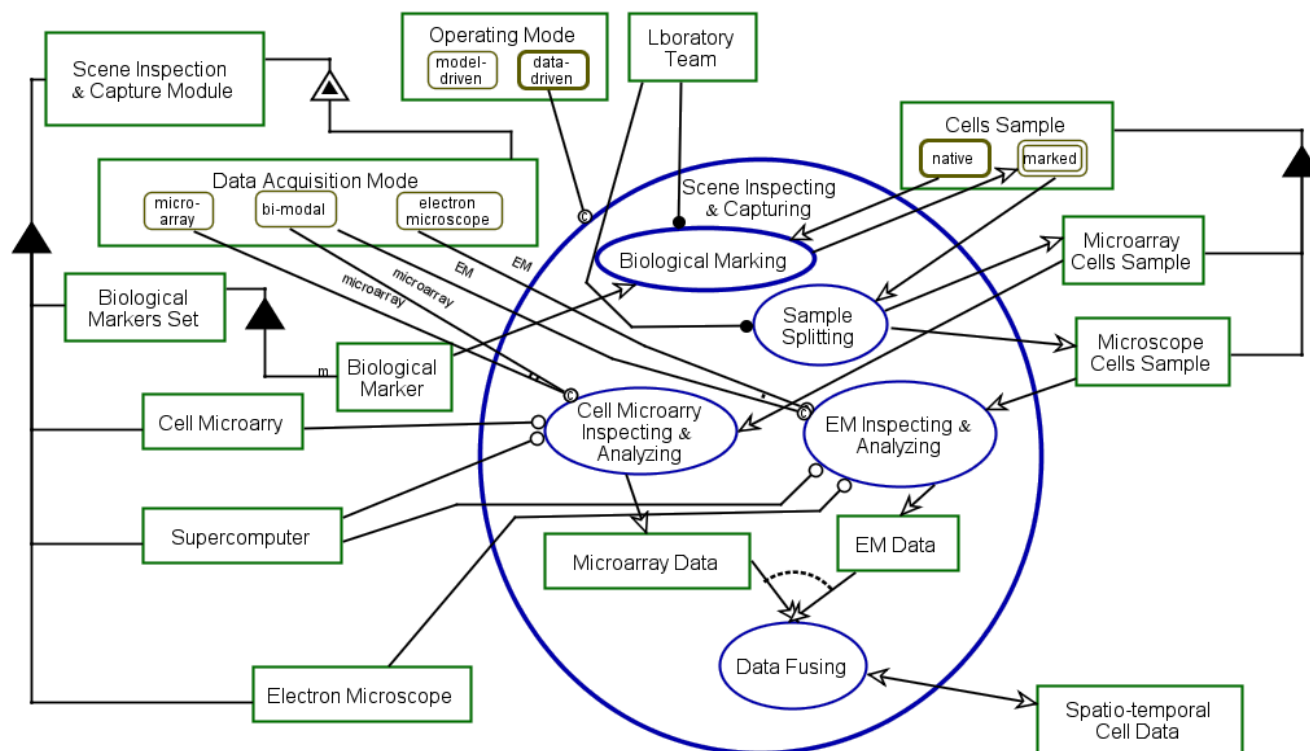 Scene Inspection
& Capture Module
Operating Mode
model-
driven
data-
driven
Lboratory
Team
Cells Sample
native
marked
Data Acquisition Mode
micro-
array
bi-modal
electron
microscope
Scene Inspecting
& Capturing
Biological Marking
Microarray
Cells Sample
EM
EM
microarray
microarray
Biological
Markers Set
Sample
Splitting
Microscope
Cells Sample
m
Biological
Marker
c
c
c
Cell Microarry
Cell Microarry
Inspecting &
Analyzing
EM Inspecting &
Analyzing
Supercomputer
Microarray Data
EM Data
Electron Microscope
Data Fusing
Spatio-temporal
Cell Data